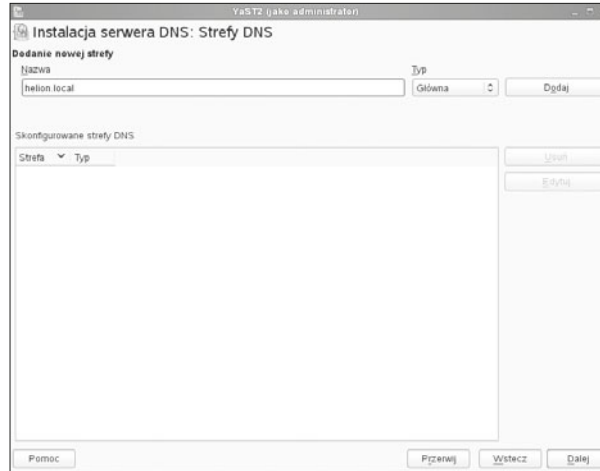 YaST2 (jako administrator)
Instalacja serwera DNS: Strefy DNS
Dodanie nowej strefy
Nazwa Typ
helion.local Główna Dodaj
Skonfigurowane strefy DNS
Strefa Typ
Usuń
Edytuj
Pomoc Przerwij Wstecz Dalej